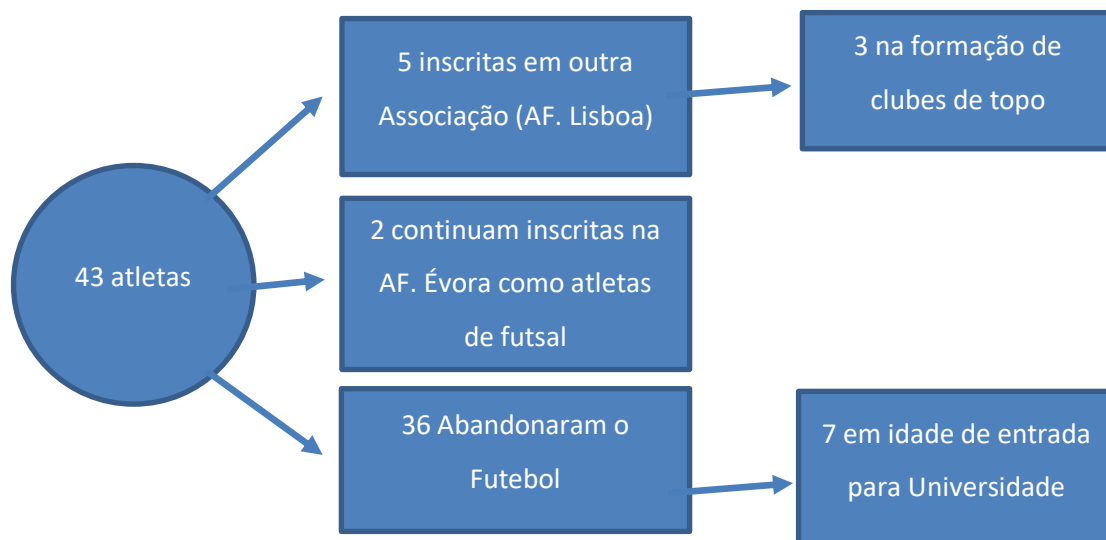 5 inscritas em outra
Associação (AF. Lisboa)
3 na formação de
clubes de topo
43 atletas
2 continuam inscritas na
AF. Évora como atletas
de futsal
36 Abandonaram o
Futebol
7 em idade de entrada
para Universidade